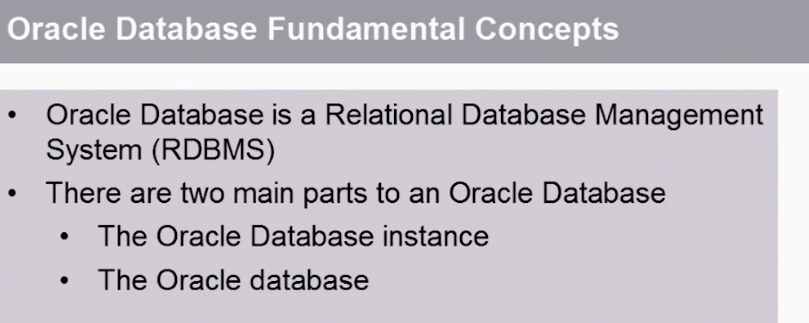 Oracle Database Fundamental Concepts
• Oracle Database is a Relational Database Management
System (RDBMS)
• There are two main parts to an Oracle Database
• The Oracle Database instance
• The Oracle database